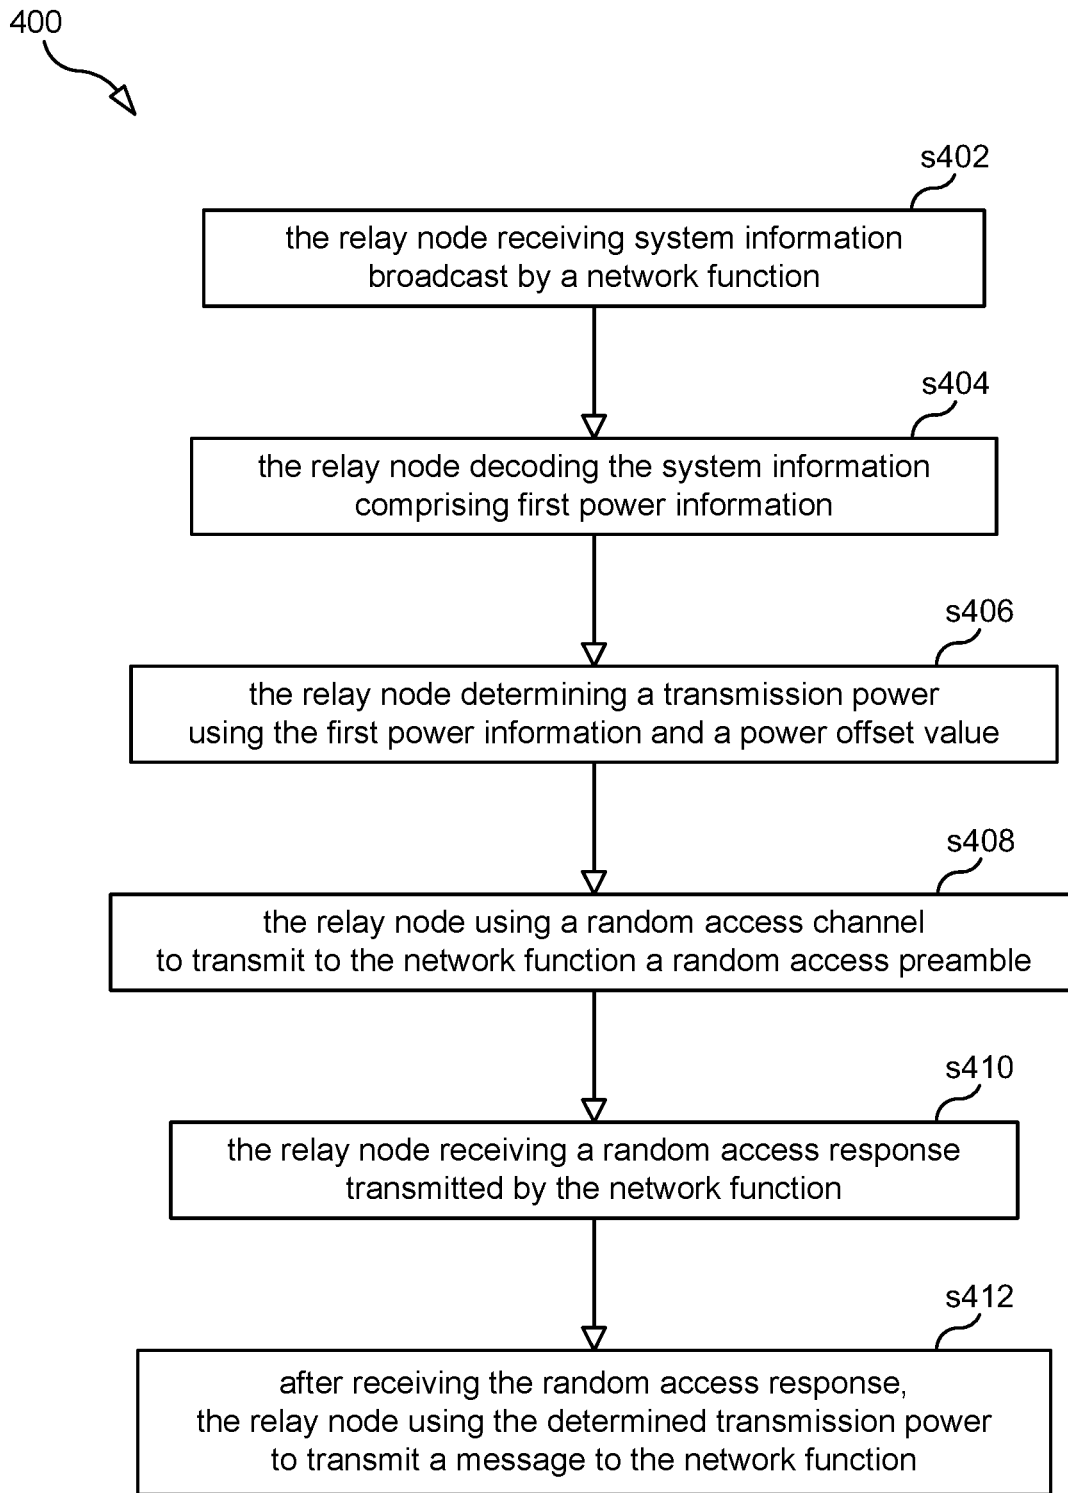 400
s402
the relay node receiving system information
broadcast by a network function
s404
the relay node decoding the system information
comprising first power information
s406
the relay node determining a transmission power
using the first power information and a power offset value
s408
the relay node using a random access channel
to transmit to the network function a random access preamble
s410
the relay node receiving a random access response
transmitted by the network function
s412
after receiving the random access response,
the relay node using the determined transmission power
to transmit a message to the network function